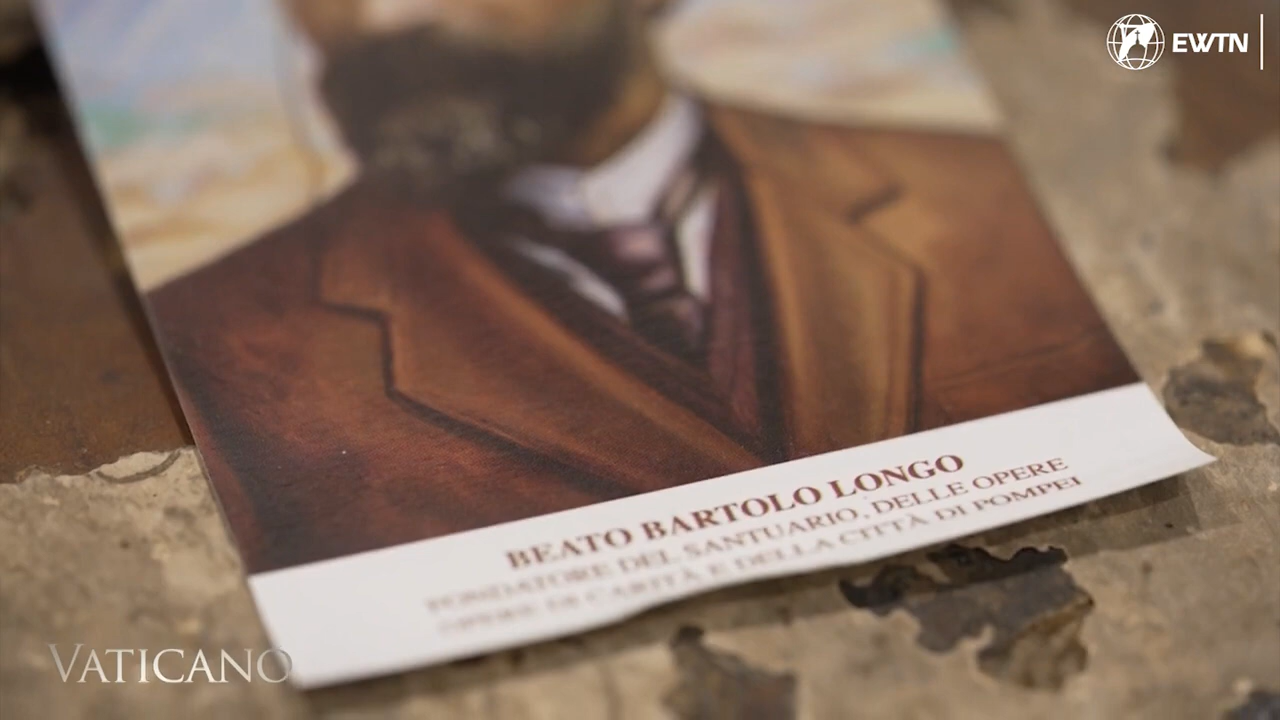 EWTN
BEATO BARTOLO LONGO
FONDATORE DEL SANTUARIO, DELLE OPERE
OPERE DI CARITÀ E DELLA CITTÀ DI POMPEI
VATICANO